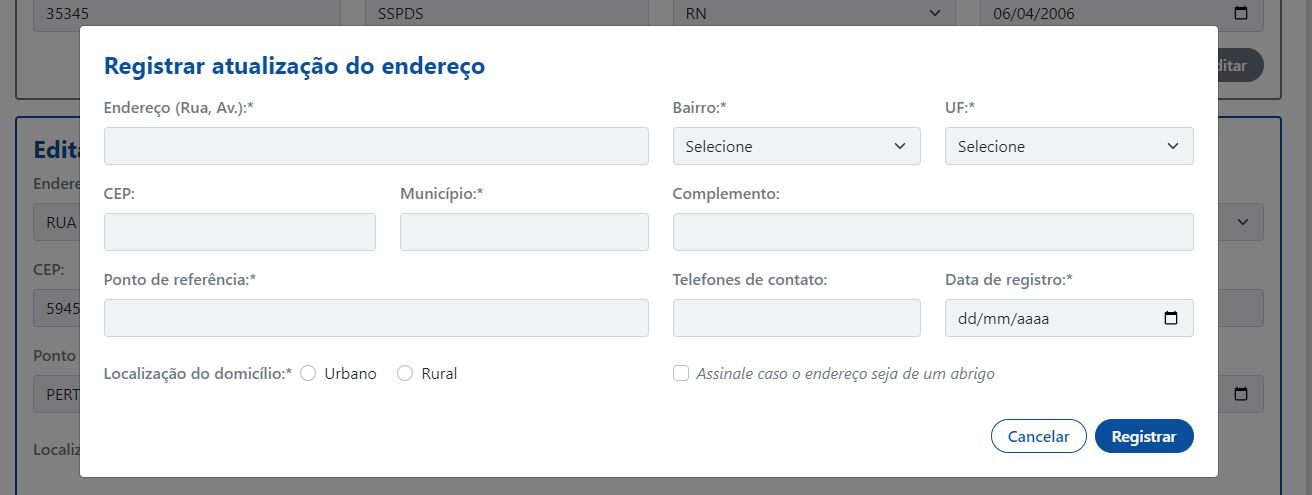 35345 SSPDS RN 06/04/2006
Registrar atualização do endereço
ditar
Endereço (Rua, Av.):* Bairro:* UF:*
Selecione Selecione
Edita
Endere
CEP: Município:* Complemento:
RUA
CEP:
Ponto de referência:* Telefones de contato: Data de registro:*
5945
dd/mm/aaaa
Ponto
Localização do domicílio:* Urbano Rural Assinale caso o endereço seja de um abrigo
PERT
Cancelar Registrar
Localiz